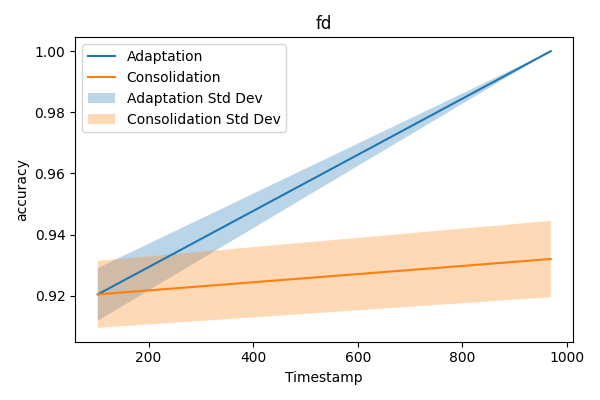 fd
1.00
0.98
0.96
0.94
0.92
accuracy
Adaptation
Consolidation
Adaptation Std Dev
Consolidation Std Dev
200
400
600
800
1000
Timestamp